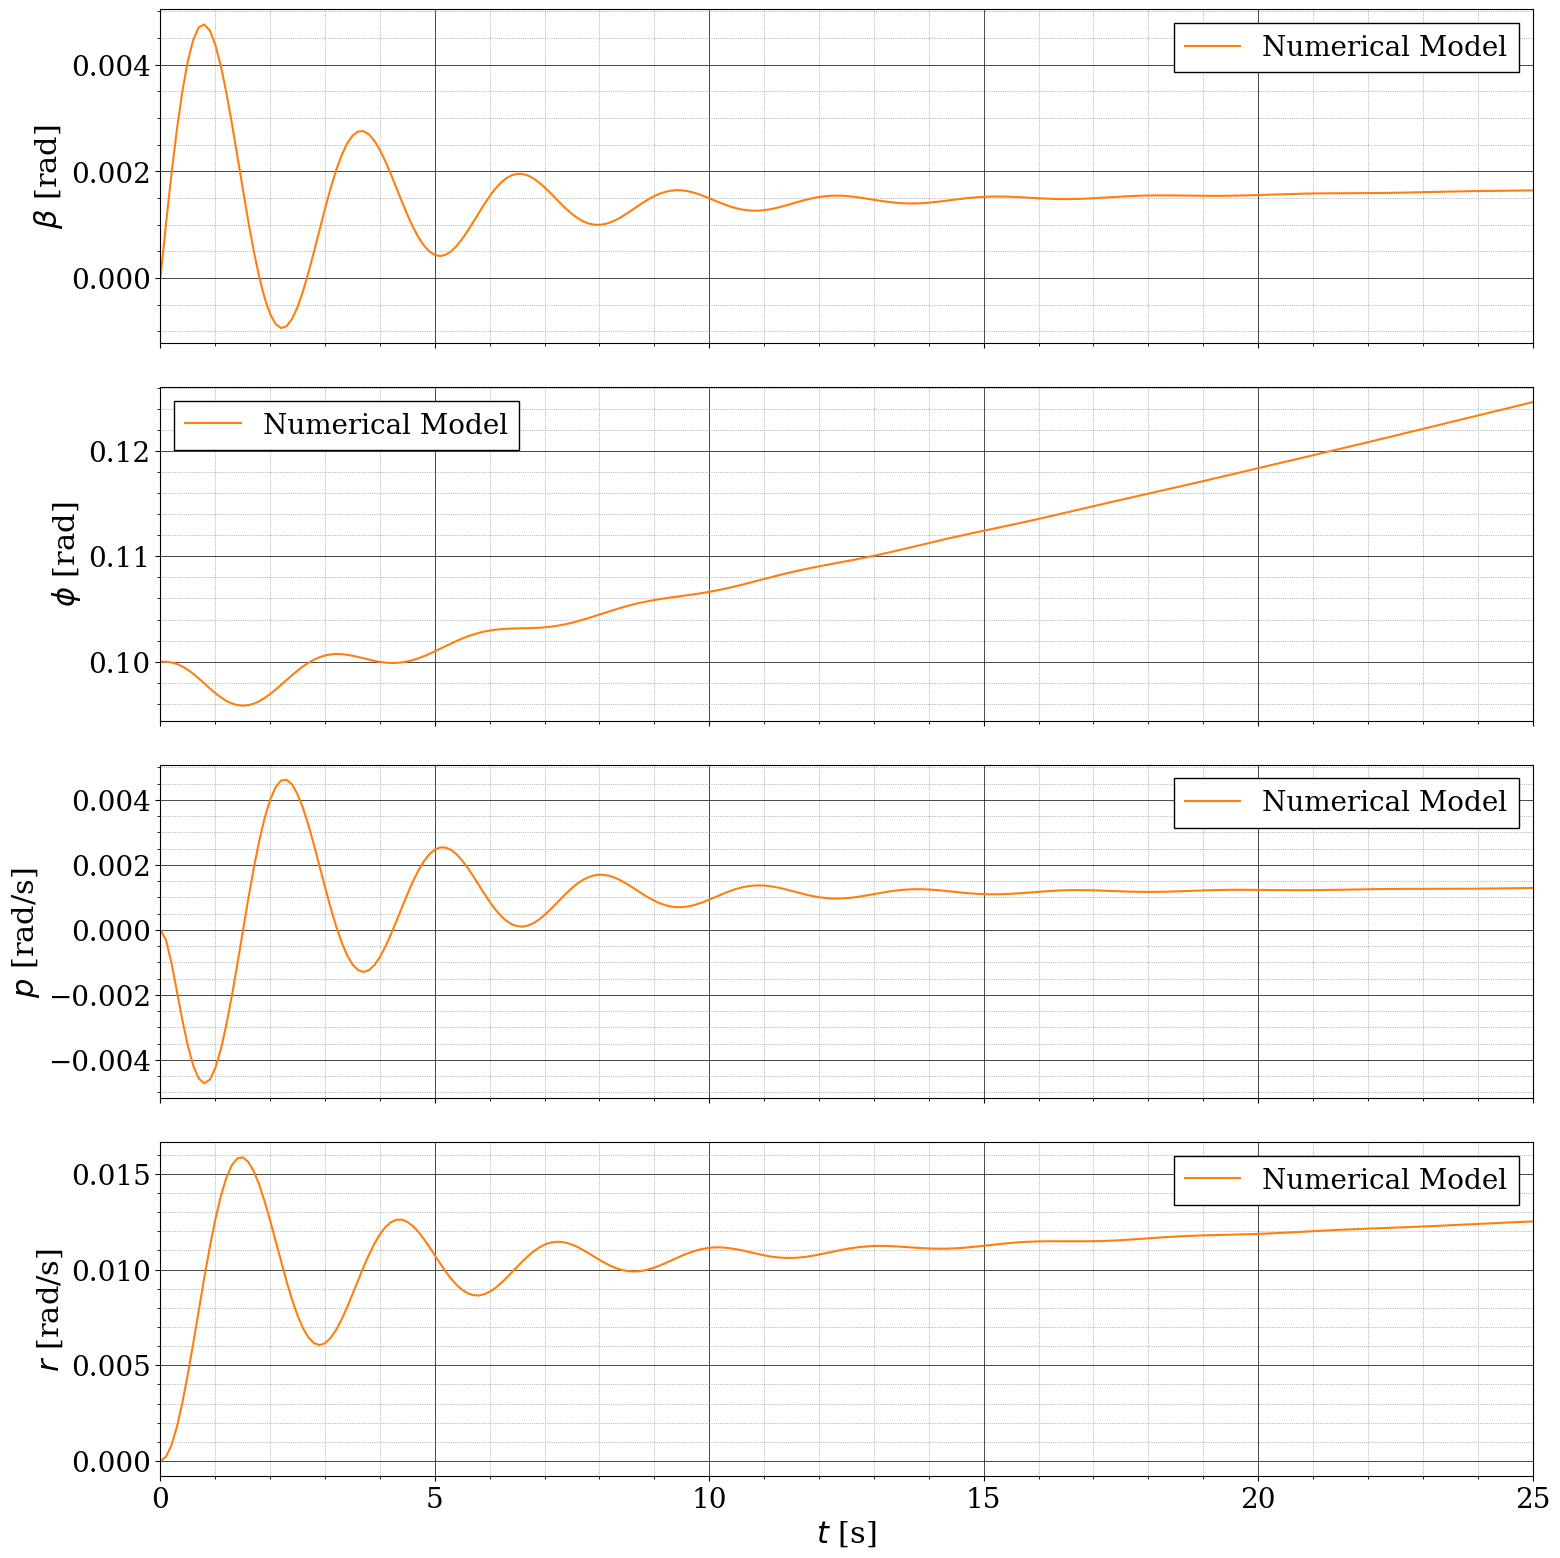 0.004
0.002
0.000
β [rad]
Numerical Model
0.12
0.11
0.10
ϕ [rad]
Numerical Model
0.004
0.002
0.000
−0.002
−0.004
p [rad/s]
Numerical Model
0.015
0.010
0.005
0.000
r [rad/s]
Numerical Model
0 5 10 15 20 25
t [s]